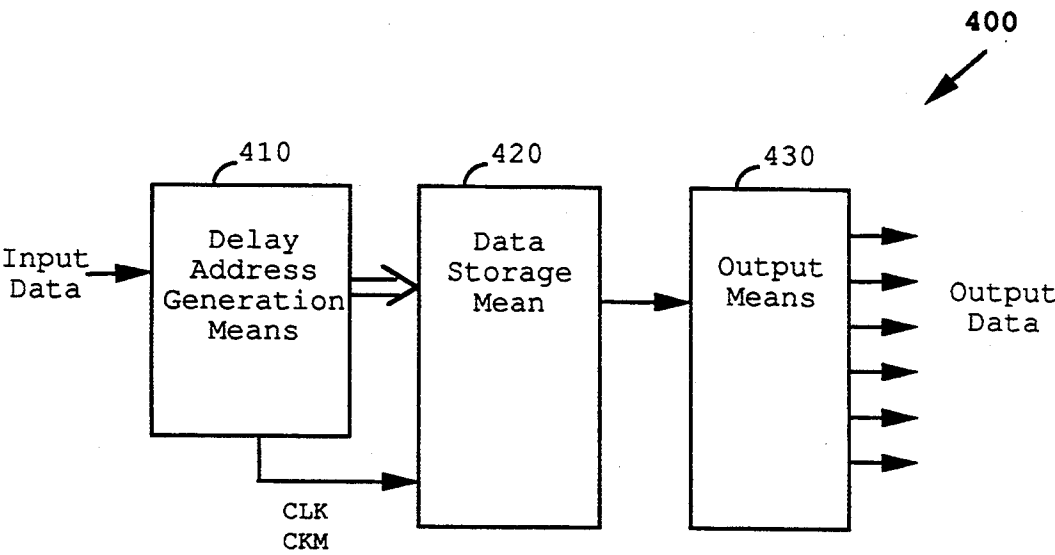 400
410
420
430
Input
Data
Delay
Address
Generation
Means
Data
Storage
Mean
Output
Means
Output
Data
CLK
CKM